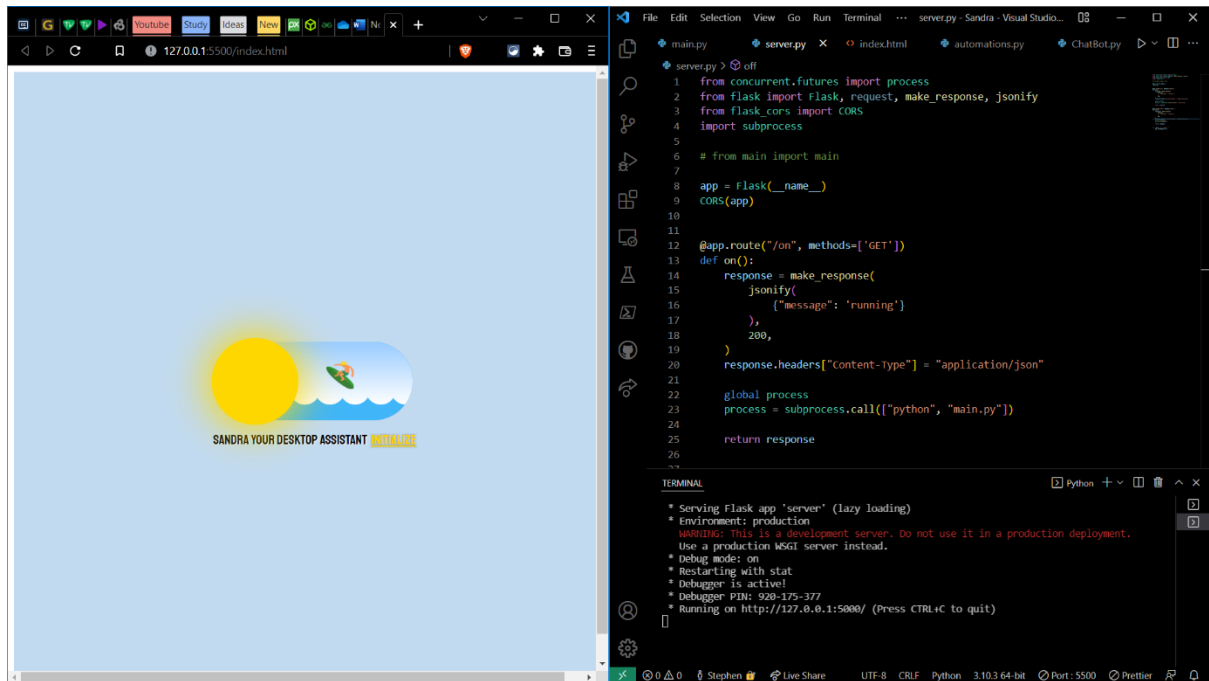 Youtube Study Ideas New
127.0.0.1:5500/index.html
SANDRA YOUR DESKTOP ASSISTANT INITIALIZE
File Edit Selection View Go Run Terminal ··· server.py - Sandra - Visual Studio...
main.py server.py index.html automations.py ChatBot.py
server.py > off
1 from concurrent.futures import process
2 from flask import Flask, request, make_response, jsonify
3 from flask_cors import CORS
4 import subprocess
5
6 # from main import main
7
8 app = Flask(__name__)
9 CORS(app)
10
11
12 @app.route("/on", methods=['GET'])
13 def on():
14 response = make_response(
15 jsonify(
16 {"message": 'running'}
17 ),
18 200,
19 )
20 response.headers["Content-Type"] = "application/json"
21
22 global process
23 process = subprocess.call(["python", "main.py"])
24
25 return response
26
27
TERMINAL
Python
* Serving Flask app 'server' (lazy loading)
* Environment: production
WARNING: This is a development server. Do not use it in a production deployment.
Use a production WSGI server instead.
* Debug mode: on
* Restarting with stat
* Debugger is active!
* Debugger PIN: 920-175-377
* Running on http://127.0.0.1:5000/ (Press CTRL+C to quit)
0 0 Stephen Live Share UTF-8 CRLF Python 3.10.3 64-bit Port : 5500 Prettier